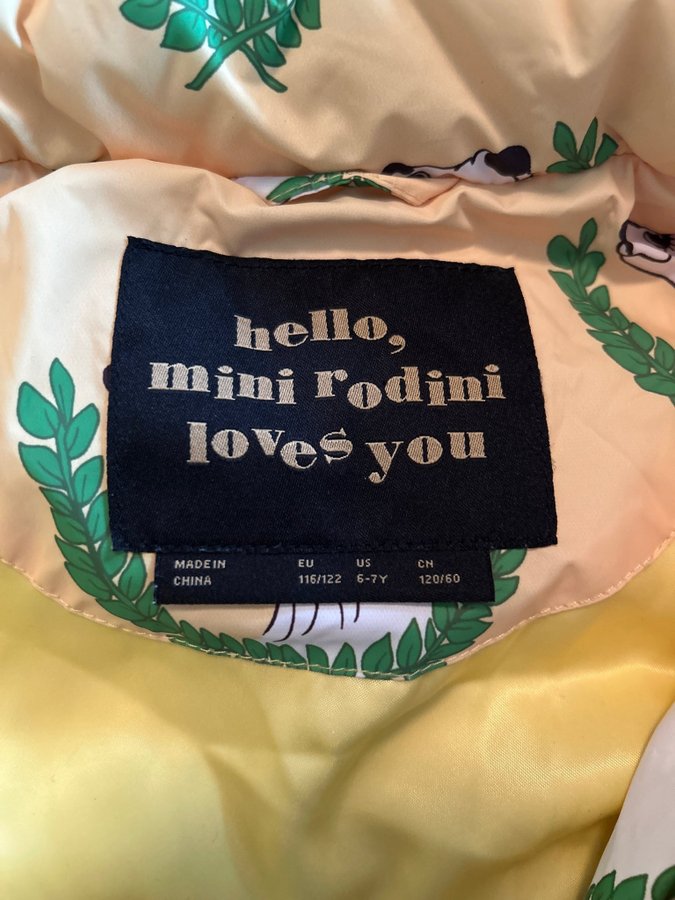 hello,
mini rodini
loves you
MADE IN EU US CN
CHINA 116/122 6-7Y 120/60